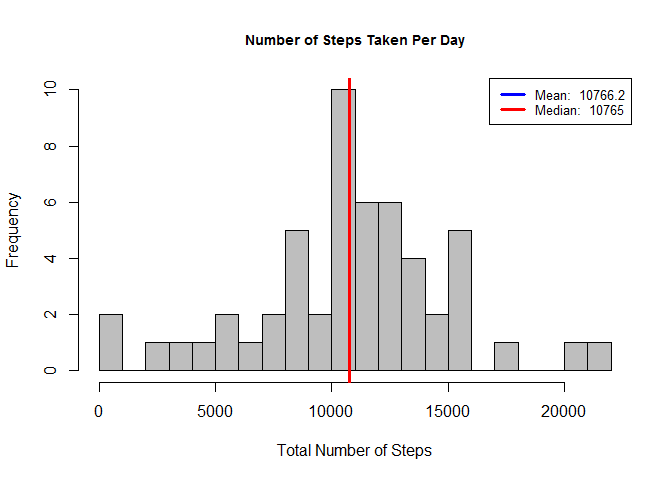 Number of Steps Taken Per Day
Mean: 10766.2
Median: 10765
Frequency
10
8
6
4
2
0
0 5000 10000 15000 20000
Total Number of Steps